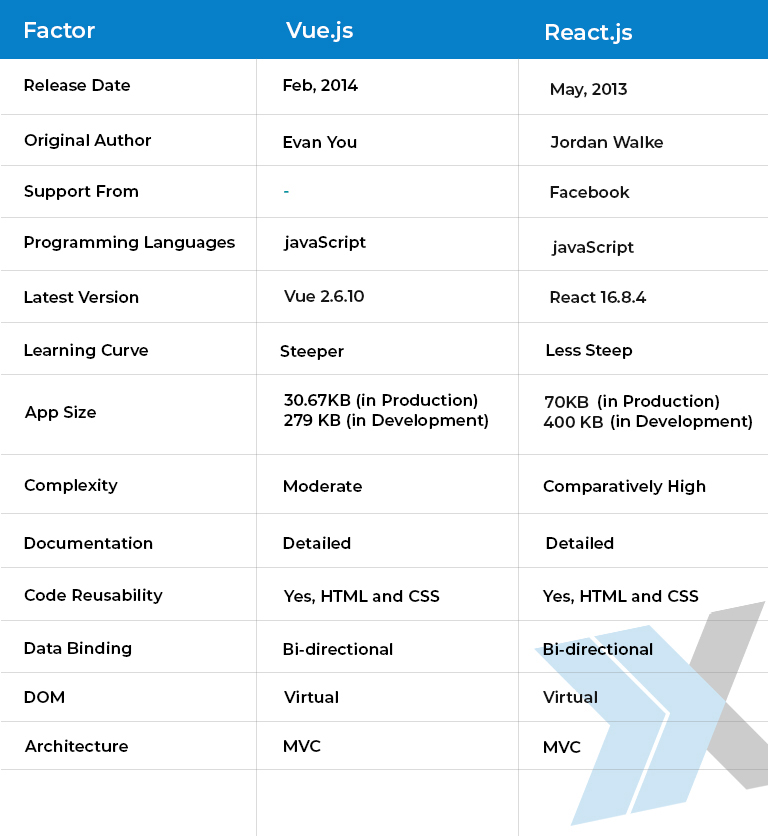 Factor Vue.js React.js
Release Date Feb, 2014 May, 2013
Original Author Evan You Jordan Walke
Support From - Facebook
Programming Languages javaScript javaScript
Latest Version Vue 2.6.10 React 16.8.4
Learning Curve Steeper Less Steep
App Size 30.67KB (in Production) 70KB (in Production)
279 KB (in Development) 400 KB (in Development)
Complexity Moderate Comparatively High
Documentation Detailed Detailed
Code Reusability Yes, HTML and CSS Yes, HTML and CSS
Data Binding Bi-directional Bi-directional
DOM Virtual Virtual
Architecture MVC MVC